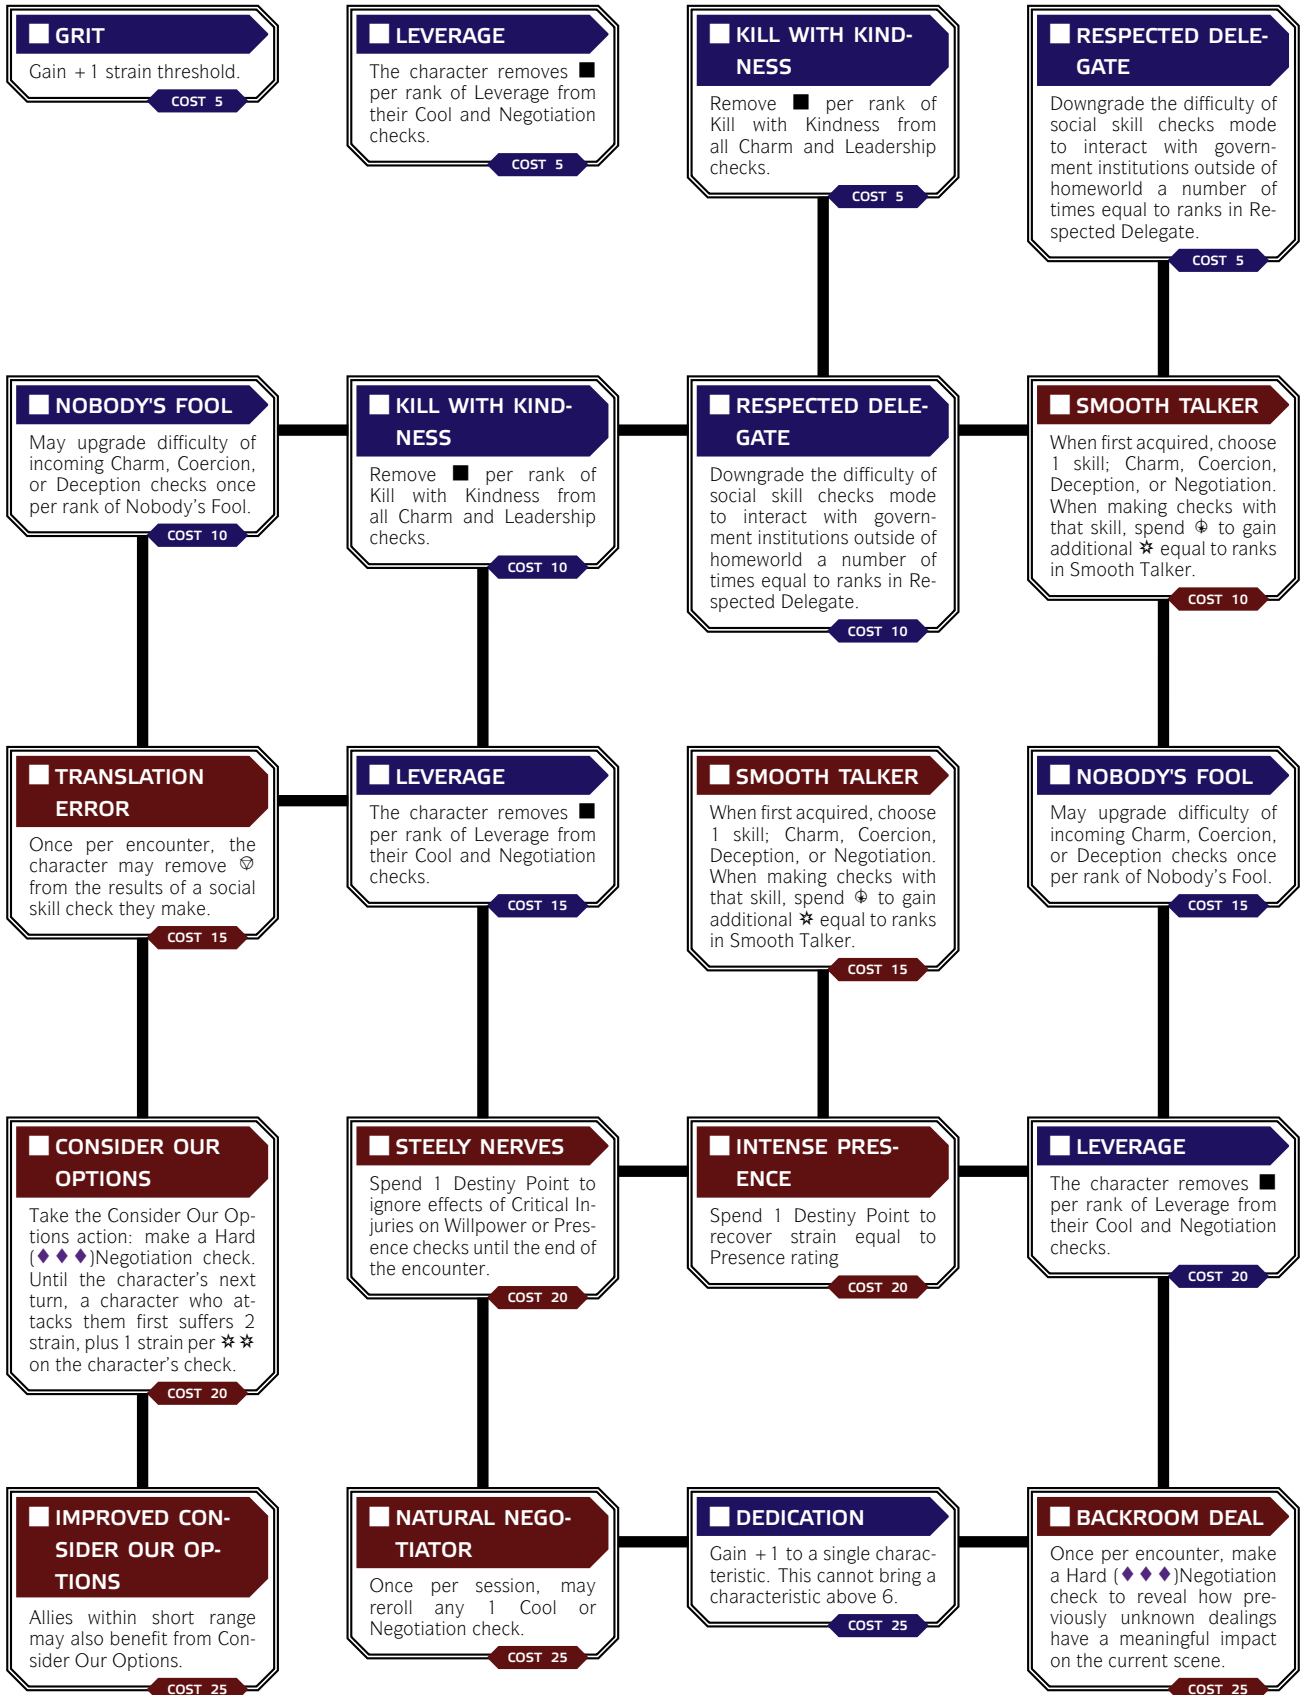 GRIT
Gain +1 strain threshold.
COST 5
LEVERAGE
The character removes ■
per rank of Leverage from
their Cool and Negotiation
checks.
COST 5
KILL WITH KIND-
NESS
Remove ■ per rank of
Kill with Kindness from
all Charm and Leadership
checks.
COST 5
RESPECTED DELE-
GATE
Downgrade the difficulty of
social skill checks mode
to interact with govern-
ment institutions outside of
homeworld a number of
times equal to ranks in Re-
spected Delegate.
COST 5
NOBODY'S FOOL
May upgrade difficulty of
incoming Charm, Coercion,
or Deception checks once
per rank of Nobody's Fool.
COST 10
KILL WITH KIND-
NESS
Remove ■ per rank of
Kill with Kindness from
all Charm and Leadership
checks.
COST 10
RESPECTED DELE-
GATE
Downgrade the difficulty of
social skill checks mode
to interact with govern-
ment institutions outside of
homeworld a number of
times equal to ranks in Re-
spected Delegate.
COST 10
SMOOTH TALKER
When first acquired, choose
1 skill; Charm, Coercion,
Deception, or Negotiation.
When making checks with
that skill, spend to gain
additional equal to ranks
in Smooth Talker.
COST 10
TRANSLATION
ERROR
Once per encounter, the
character may remove
from the results of a social
skill check they make.
COST 15
LEVERAGE
The character removes ■
per rank of Leverage from
their Cool and Negotiation
checks.
COST 15
SMOOTH TALKER
When first acquired, choose
1 skill; Charm, Coercion,
Deception, or Negotiation.
When making checks with
that skill, spend to gain
additional equal to ranks
in Smooth Talker.
COST 15
NOBODY'S FOOL
May upgrade difficulty of
incoming Charm, Coercion,
or Deception checks once
per rank of Nobody's Fool.
COST 15
CONSIDER OUR
OPTIONS
Take the Consider Our Op-
tions action: make a Hard
(♦ ♦ ♦)Negotiation check.
Until the character's next
turn, a character who at-
tacks them first suffers 2
strain, plus 1 strain per
on the character's check.
COST 20
STEELY NERVES
Spend 1 Destiny Point to
ignore effects of Critical In-
juries on Willpower or Pres-
ence checks until the end of
the encounter.
COST 20
INTENSE PRES-
ENCE
Spend 1 Destiny Point to
recover strain equal to
Presence rating
COST 20
LEVERAGE
The character removes ■
per rank of Leverage from
their Cool and Negotiation
checks.
COST 20
IMPROVED CON-
SIDER OUR OP-
TIONS
Allies within short range
may also benefit from Con-
sider Our Options.
COST 25
NATURAL NEGO-
TIATOR
Once per session, may
reroll any 1 Cool or
Negotiation check.
COST 25
DEDICATION
Gain +1 to a single charac-
teristic. This cannot bring a
characteristic above 6.
COST 25
BACKROOM DEAL
Once per encounter, make
a Hard (♦ ♦ ♦)Negotiation
check to reveal how pre-
viously unknown dealings
have a meaningful impact
on the current scene.
COST 25